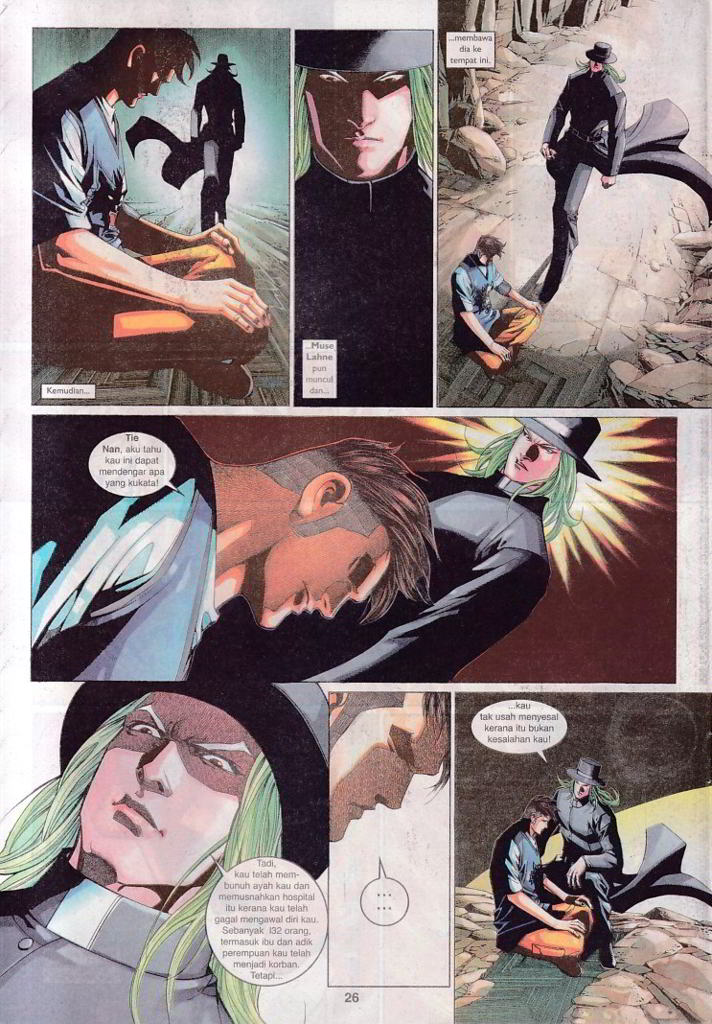 Kemudian...
...Muse
Lahne
pun
muncul
dan...
...membawa
dia ke
tempat ini.
Tie
Nan, aku tahu
kau ini dapat
mendengar apa
yang kukata!
Tadi,
kau telah mem-
bunuh ayah kau dan
memusnahkan hospital
itu kerana kau telah
gagal mengawal diri kau.
Sebanyak 132 orang,
termasuk ibu dan adik
perempuan kau telah
menjadi korban.
Tetapi...
...
...
...kau
tak usah menyesal
kerana itu bukan
kesalahan kau!
26